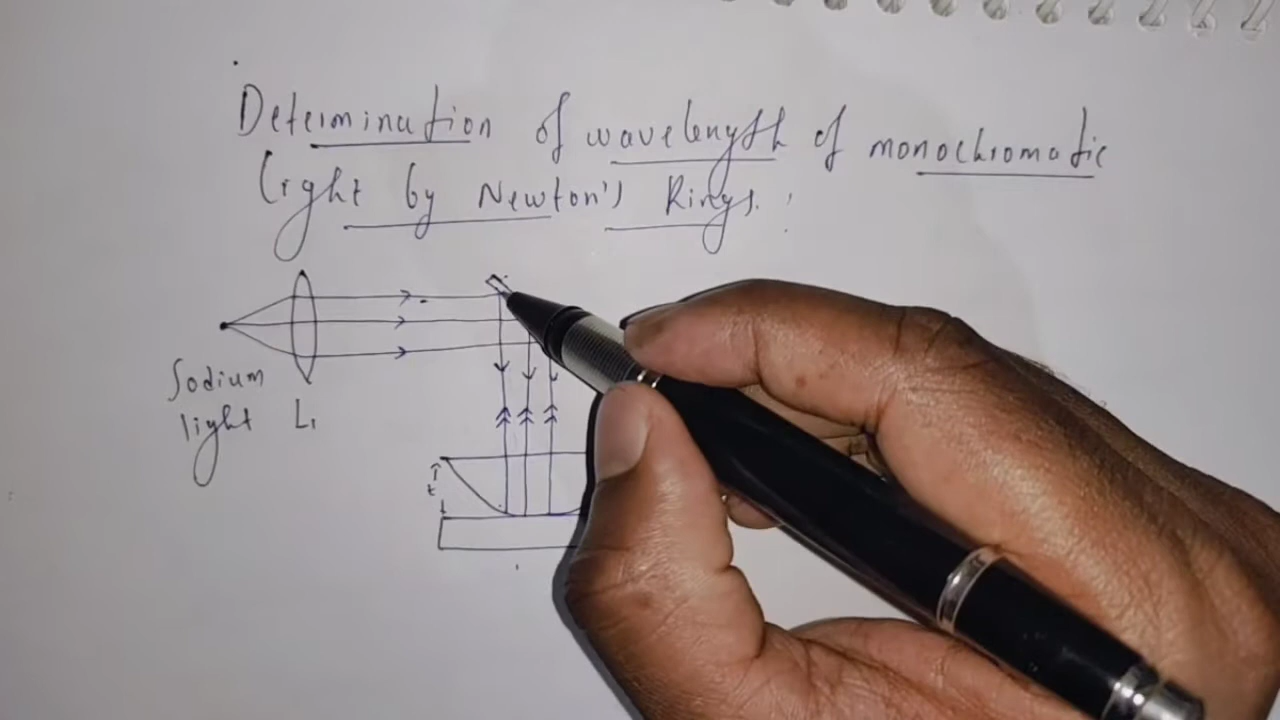 Determination of wavelength of monochromatic
light by Newton's Rings.
Sodium
light L₁
t